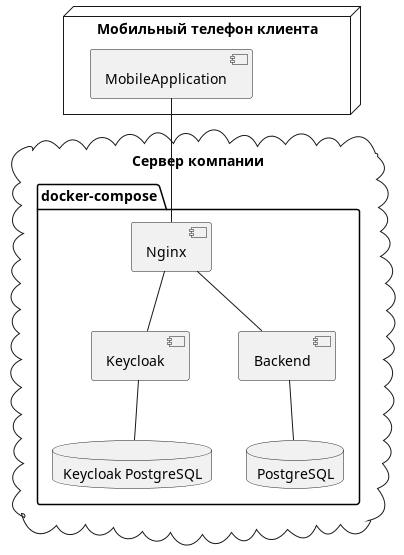 Мобильный телефон клиента
MobileApplication
Сервер компании
docker-compose
Nginx
Keycloak
Backend
Keycloak PostgreSQL
PostgreSQL